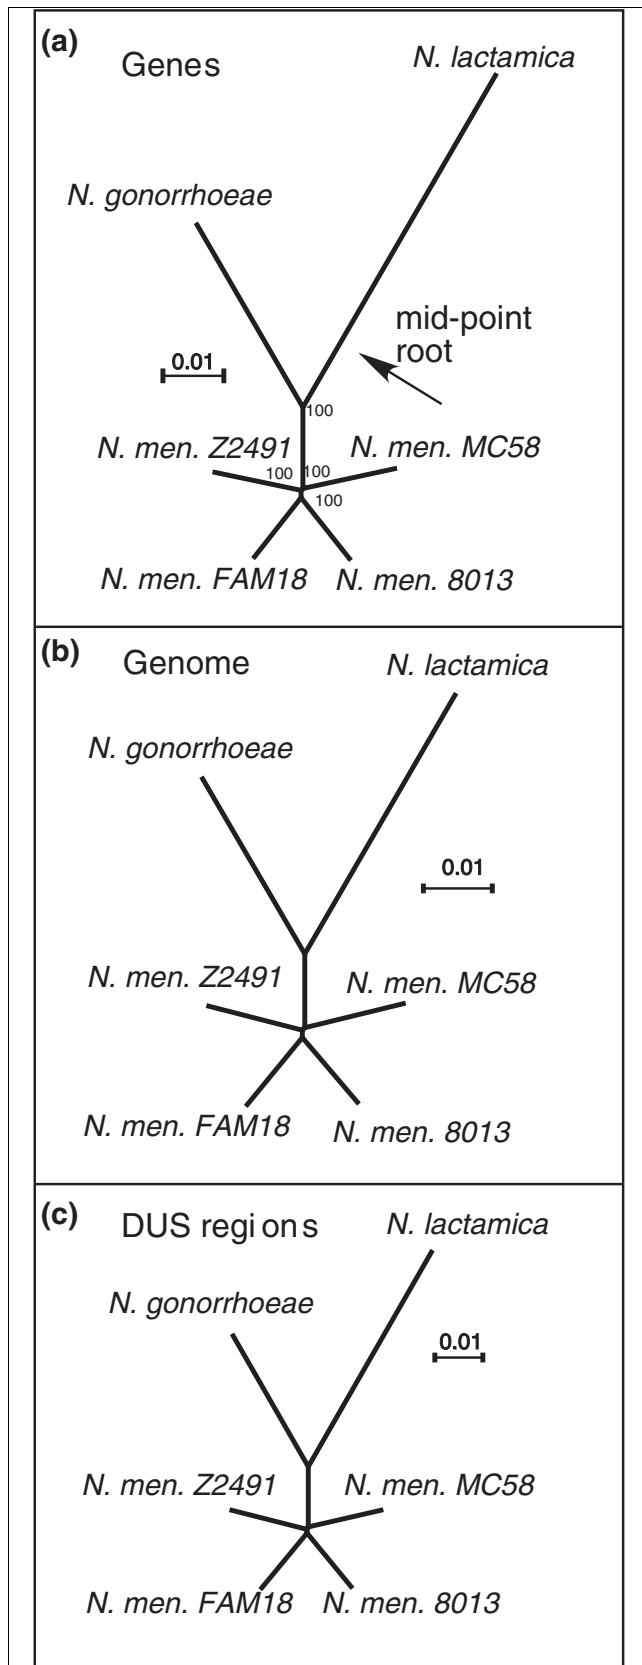 (a)
Genes
N. lactamica
N. gonorrhoeae
mid-point
root
0.01
100
N. men. Z2491
N. men. MC58
100
100
100
N. men. FAM18
N. men. 8013
(b)
Genome
N. lactamica
N. gonorrhoeae
0.01
N. men. Z2491
N. men. MC58
N. men. FAM18
N. men. 8013
(c)
DUS regions
N. lactamica
N. gonorrhoeae
0.01
N. men. Z2491
N. men. MC58
N. men. FAM18
N. men. 8013